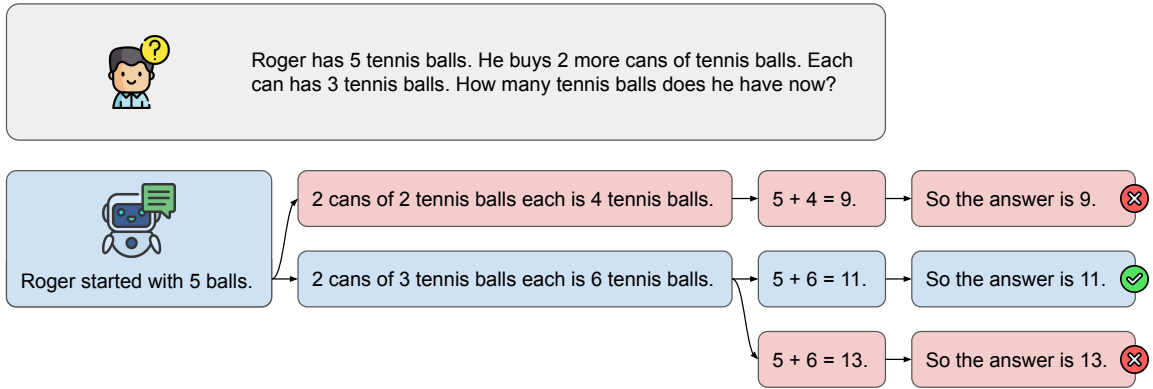 ?
Roger has 5 tennis balls. He buys 2 more cans of tennis balls. Each
can has 3 tennis balls. How many tennis balls does he have now?
Roger started with 5 balls.
2 cans of 2 tennis balls each is 4 tennis balls.
5 + 4 = 9.
So the answer is 9.
2 cans of 3 tennis balls each is 6 tennis balls.
5 + 6 = 11.
So the answer is 11.
5 + 6 = 13.
So the answer is 13.